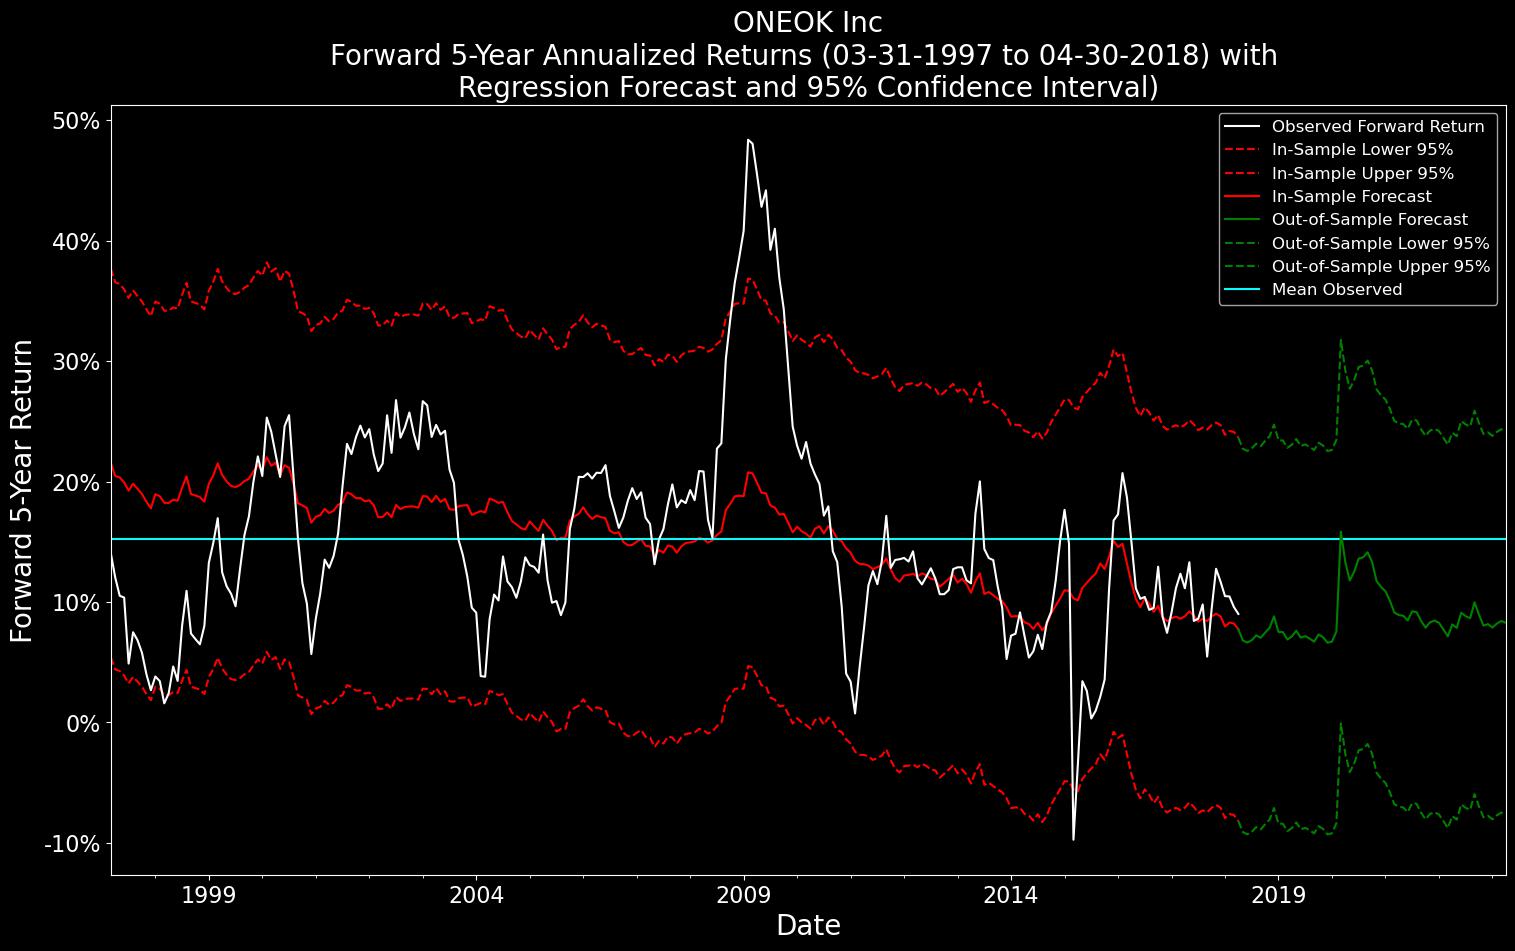 ONEOK Inc
Forward 5-Year Annualized Returns (03-31-1997 to 04-30-2018) with
Regression Forecast and 95% Confidence Interval)
50%
40%
30%
20%
10%
0%
-10%
Forward 5-Year Return
Observed Forward Return
In-Sample Lower 95%
In-Sample Upper 95%
In-Sample Forecast
Out-of-Sample Forecast
Out-of-Sample Lower 95%
Out-of-Sample Upper 95%
Mean Observed
1999
2004
2009
2014
2019
Date